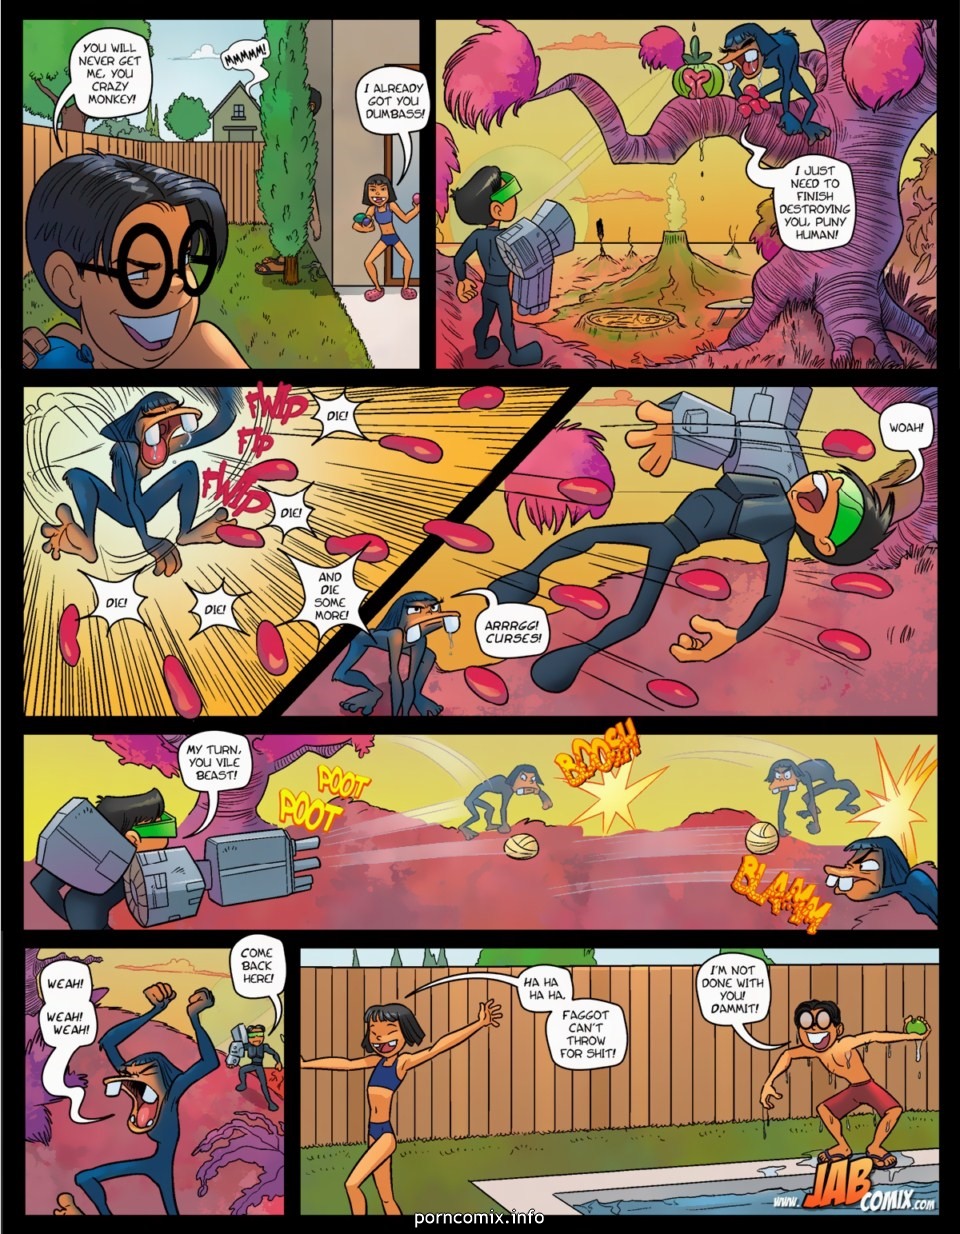 YOU WILL
NEVER GET
ME, YOU
CRAZY
MONKEY!
MMMMM!
I ALREADY
GOT YOU
DUMBASS!
I JUST
NEED TO
FINISH
DESTROYING
YOU, PUNY
HUMAN!
FWIP
FIP
FWIP
DIE!
DIE!
DIE!
DIE!
AND
DIE
SOME
MORE!
WOAH!
ARRRGG!
CURSES!
MY TURN,
YOU VILE
BEAST!
POOT
POOT
BOOSH
BLAMM
WEAH!
WEAH!
WEAH!
COME
BACK
HERE!
HA HA
HA HA,
FAGGOT
CAN'T
THROW
FOR SHIT!
I'M NOT
DONE WITH
YOU!
DAMMIT!
www.JABCOMIX.com
porncomix.info